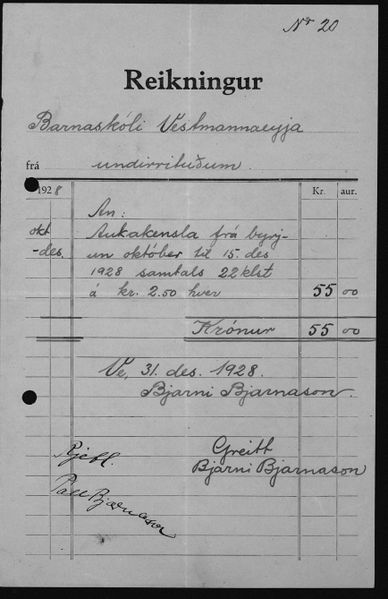 Nr 20
Reikningur
Barnaskóli Vestmannaeyja
frá undirrituðum.
1928 Kr. aur.
An:
okt Aukakensla frá byrj-
-des. un október til 15. des
1928 samtals 22 klst
á kr. 2.50 hver 55 00
Krónur 55 00
Ve, 31. des. 1928.
Bjarni Bjarnason.
Greitt
Bjarni Bjarnason
Páll Bjarnason